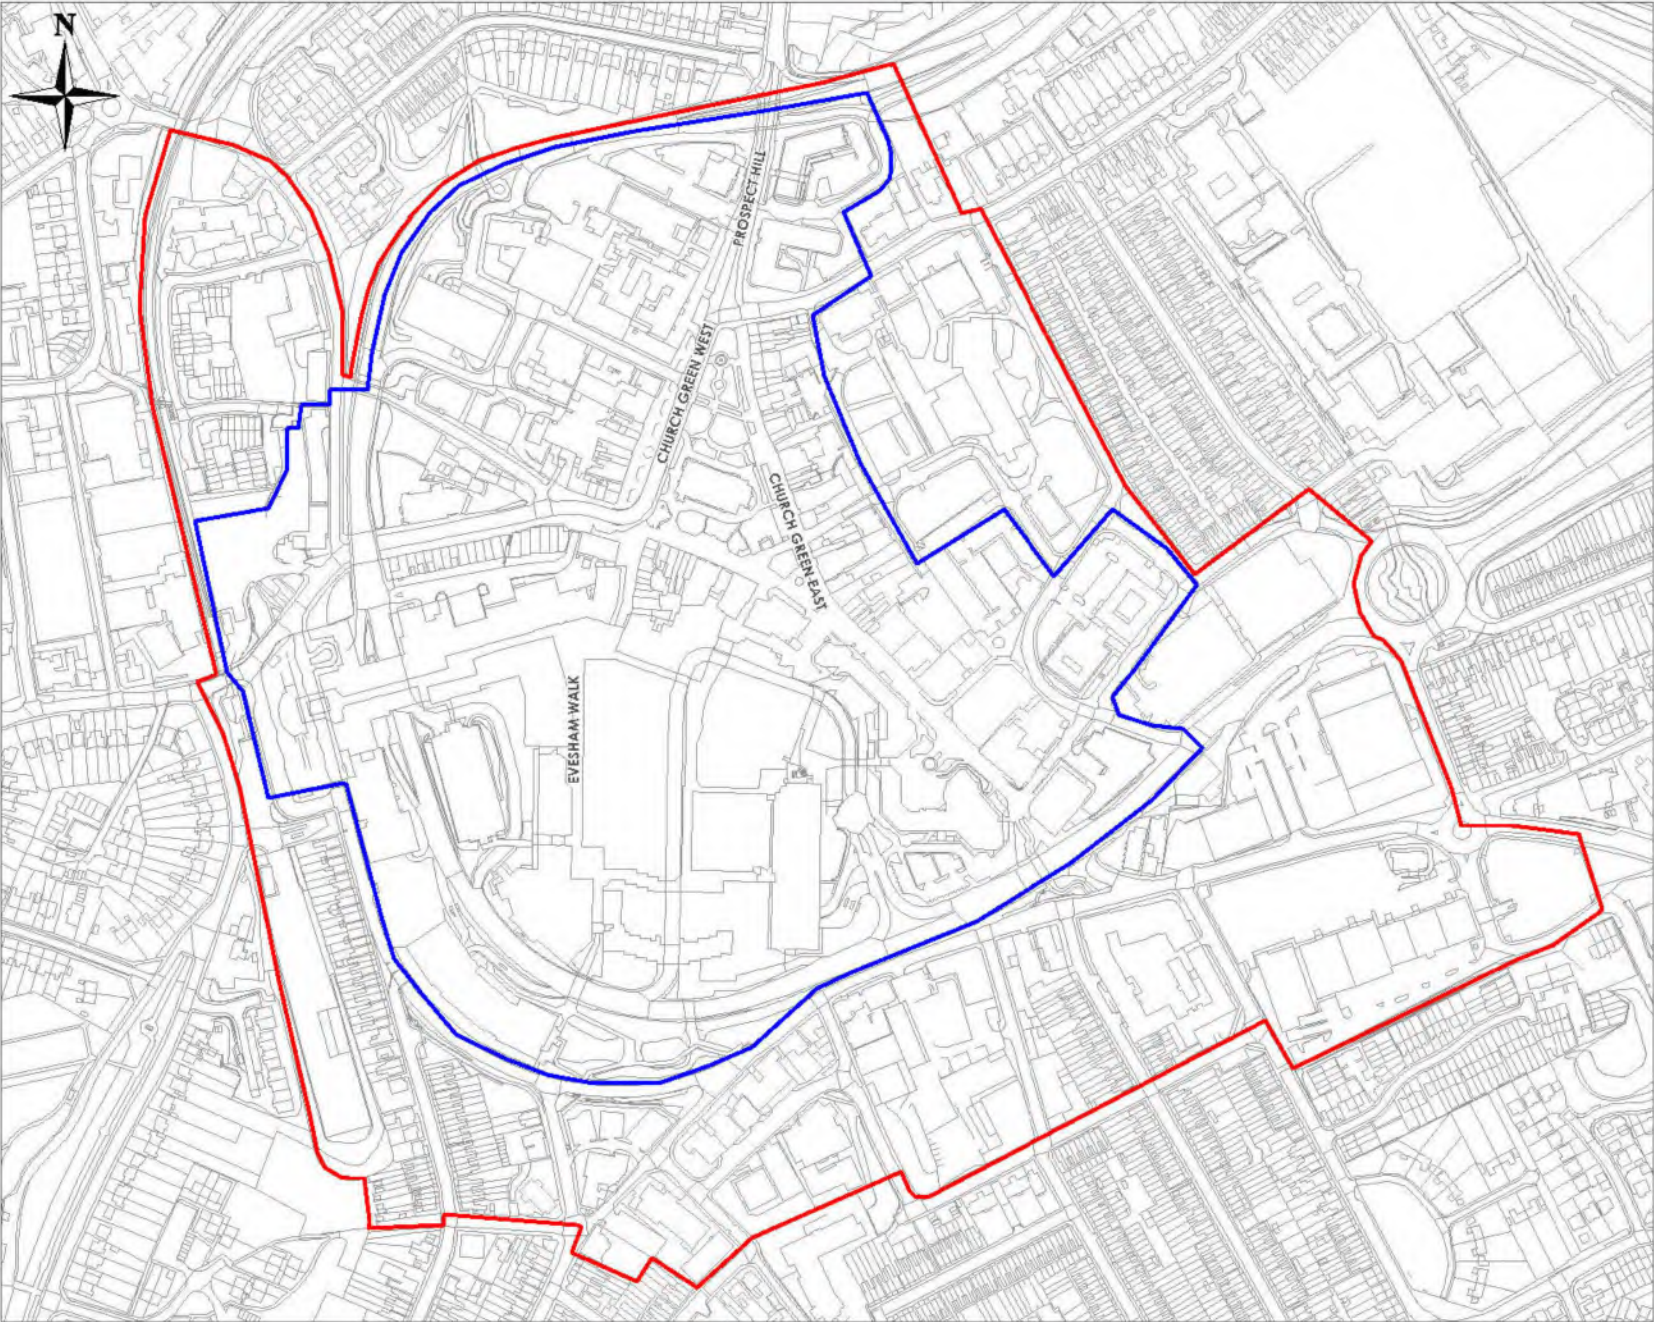 N
PROSPECT HILL
CHURCH GREEN WEST
CHURCH GREEN EAST
EVESHAM WALK